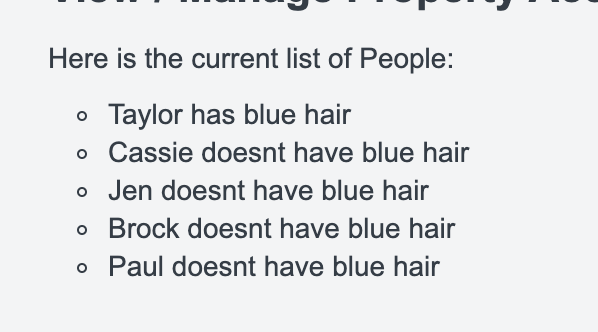 Here is the current list of People:
Taylor has blue hair
Cassie doesnt have blue hair
Jen doesnt have blue hair
Brock doesnt have blue hair
Paul doesnt have blue hair